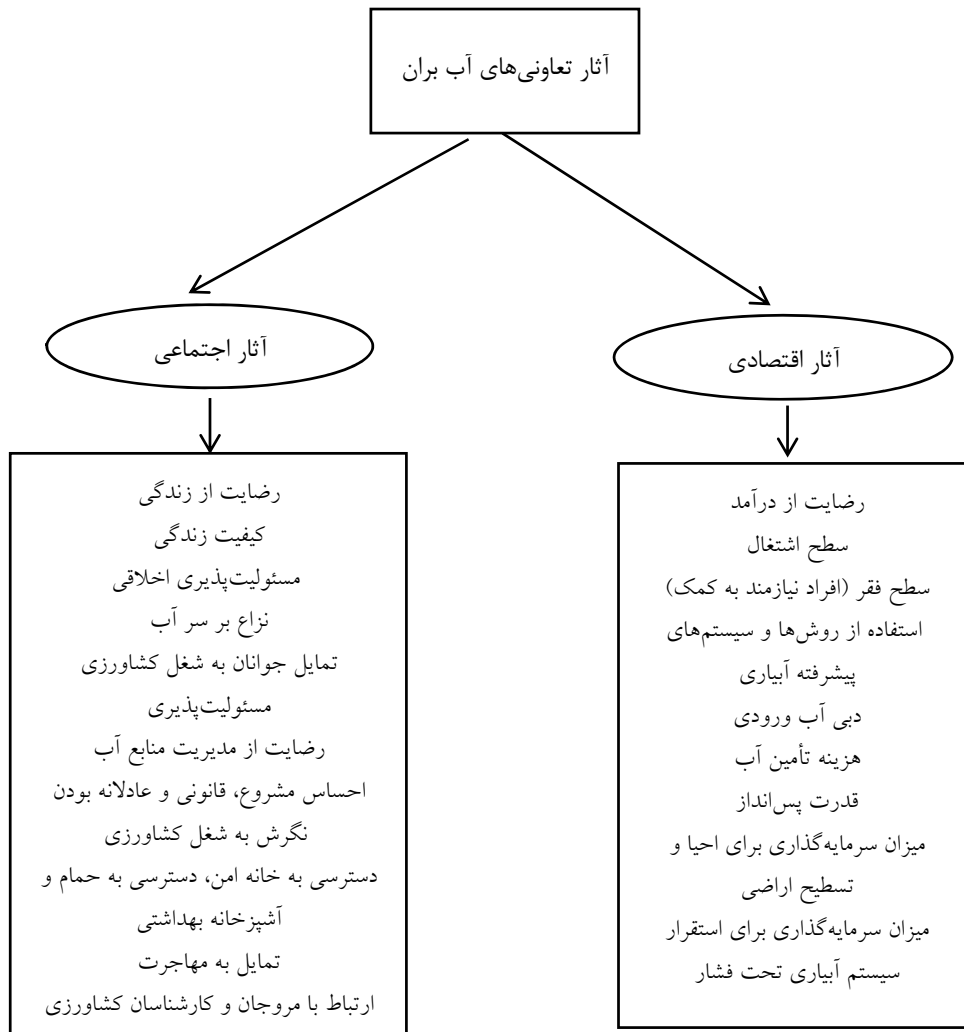 آثار تعاونی‌های آب بران
آثار اقتصادی
رضایت از درآمد
سطح اشتغال
سطح فقر (افراد نیازمند به کمک)
استفاده از روش‌ها و سیستم‌های
پیشرفته آبیاری
دبی آب ورودی
هزینه تأمین آب
قدرت پس‌انداز
میزان سرمایه‌گذاری برای احیا و
تسطیح اراضی
میزان سرمایه‌گذاری برای استقرار
سیستم آبیاری تحت فشار
آثار اجتماعی
رضایت از زندگی
کیفیت زندگی
مسئولیت‌پذیری اخلاقی
نزاع بر سر آب
تمایل جوانان به شغل کشاورزی
مسئولیت‌پذیری
رضایت از مدیریت منابع آب
احساس مشروع، قانونی و عادلانه بودن
نگرش به شغل کشاورزی
دسترسی به خانه امن، دسترسی به حمام و
آشپزخانه بهداشتی
تمایل به مهاجرت
ارتباط با مروجان و کارشناسان کشاورزی